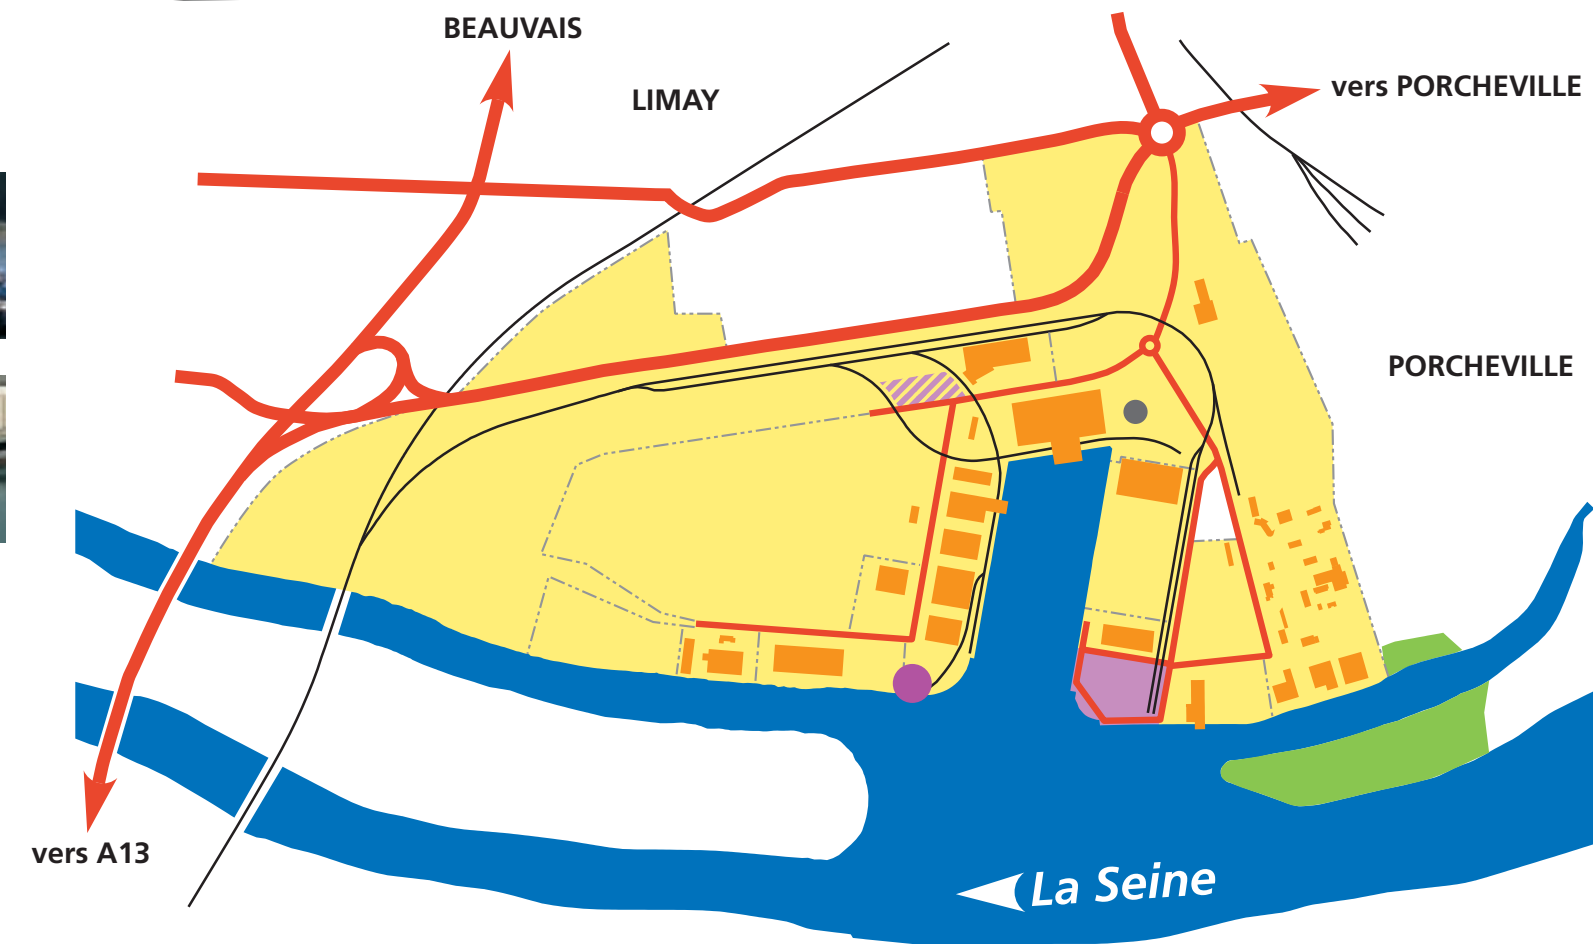 BEAUVAIS
LIMAY
vers PORCHEVILLE
PORCHEVILLE
vers A13
La Seine